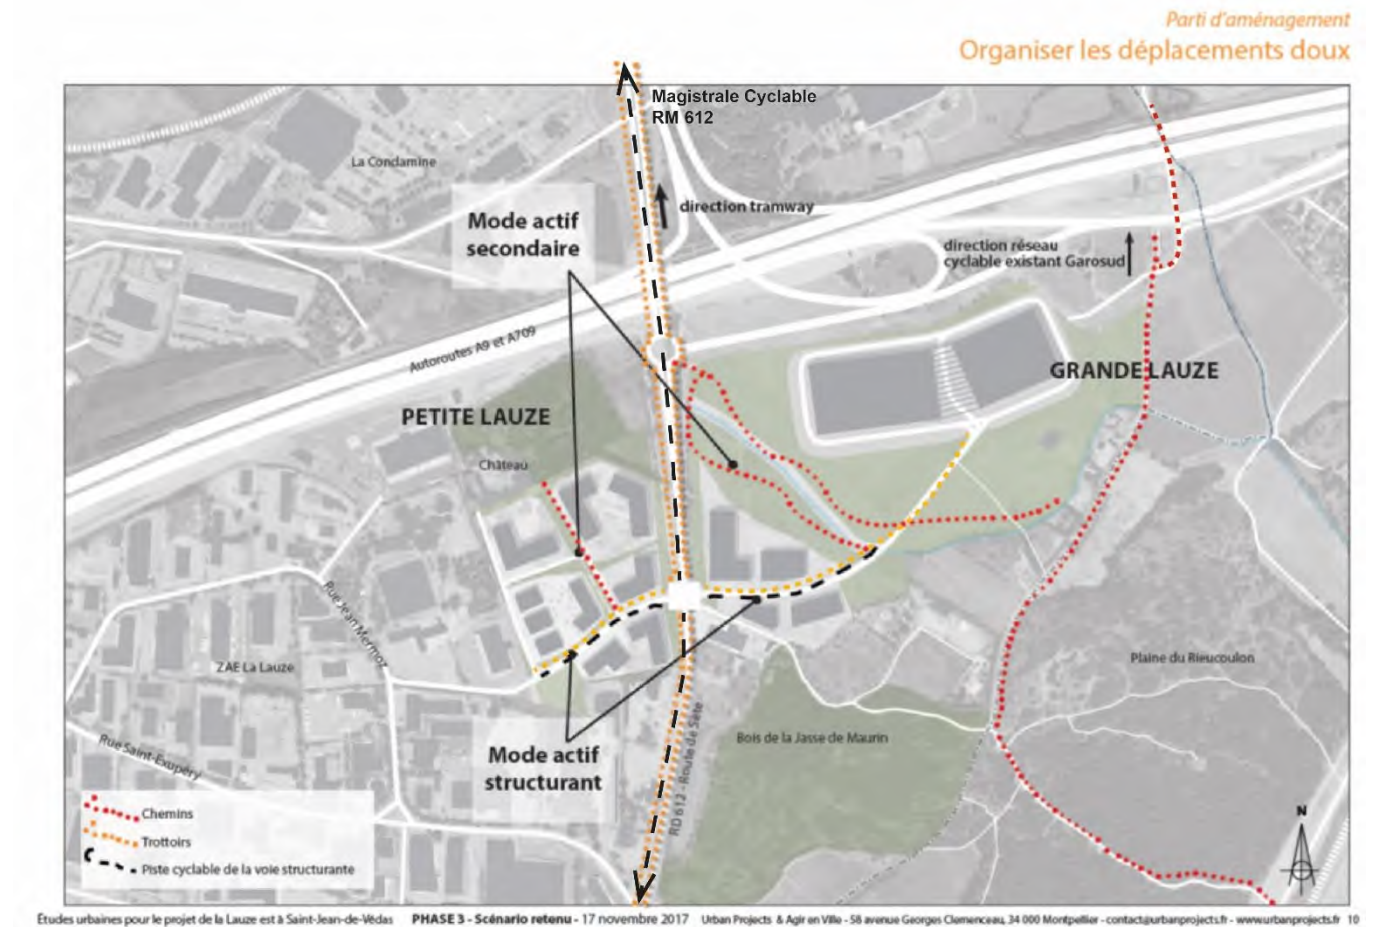 Parti d'aménagement
Organiser les déplacements doux
Magistrale Cyclable
RM 612
La Condamine
direction tramway
Mode actif
secondaire
direction réseau
cyclable existant Garosud
Autoroutes A9 et A709
GRANDE LAUZE
PETITE LAUZE
Château
Rue Jean Mermoz
ZAE La Lauze
Plaine du Rieucoulon
Bois de la Jasse de Maurin
Mode actif
structurant
RD 612 - Route de Sète
Rue Saint-Exupéry
Chemins
Trottoirs
Piste cyclable de la voie structurante
N
Études urbaines pour le projet de la Lauze est à Saint-Jean-de-Védas PHASE 3 - Scénario retenu - 17 novembre 2017 Urban Projects & Agir en Ville - 58 avenue Georges Clemenceau, 34 000 Montpellier - contact@urbanprojects.fr - www.urbanprojects.fr 10